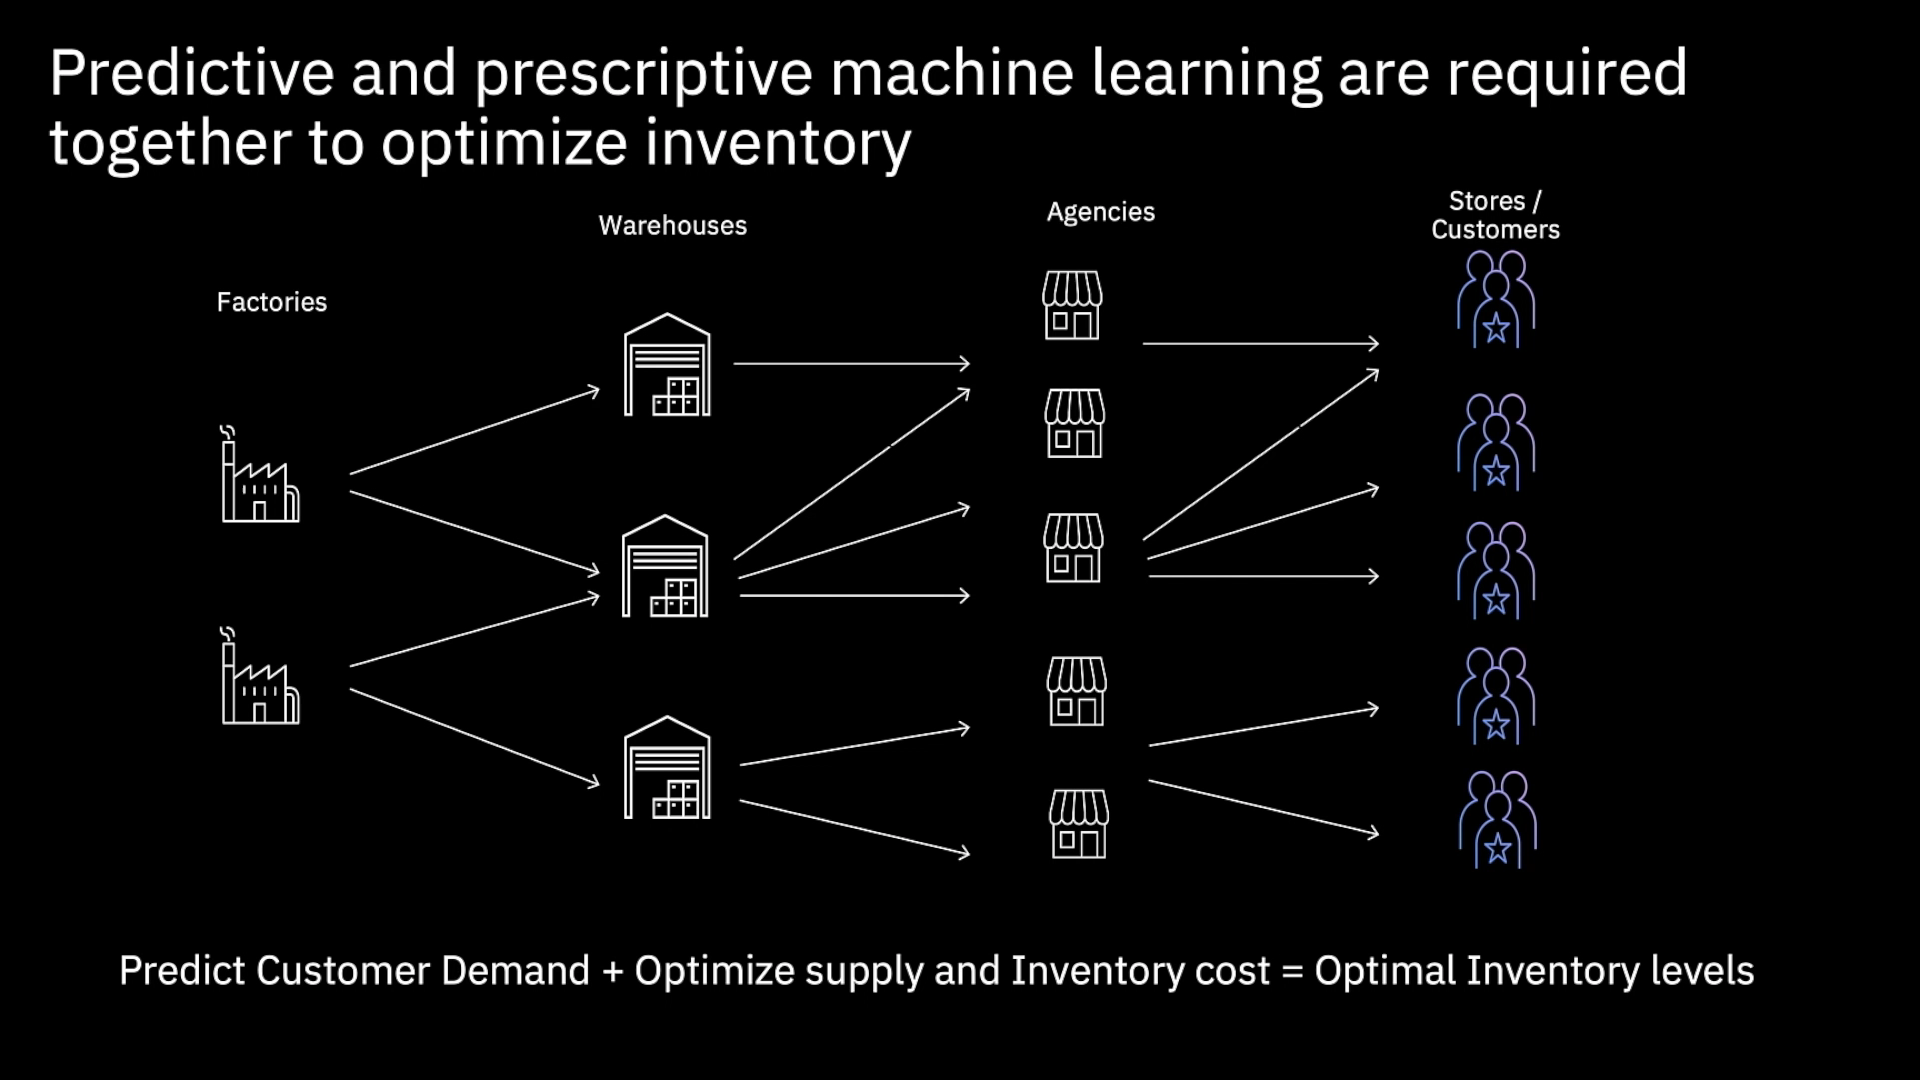 Predictive and prescriptive machine learning are required
together to optimize inventory
Factories
Warehouses
Agencies
Stores /
Customers
Predict Customer Demand + Optimize supply and Inventory cost = Optimal Inventory levels